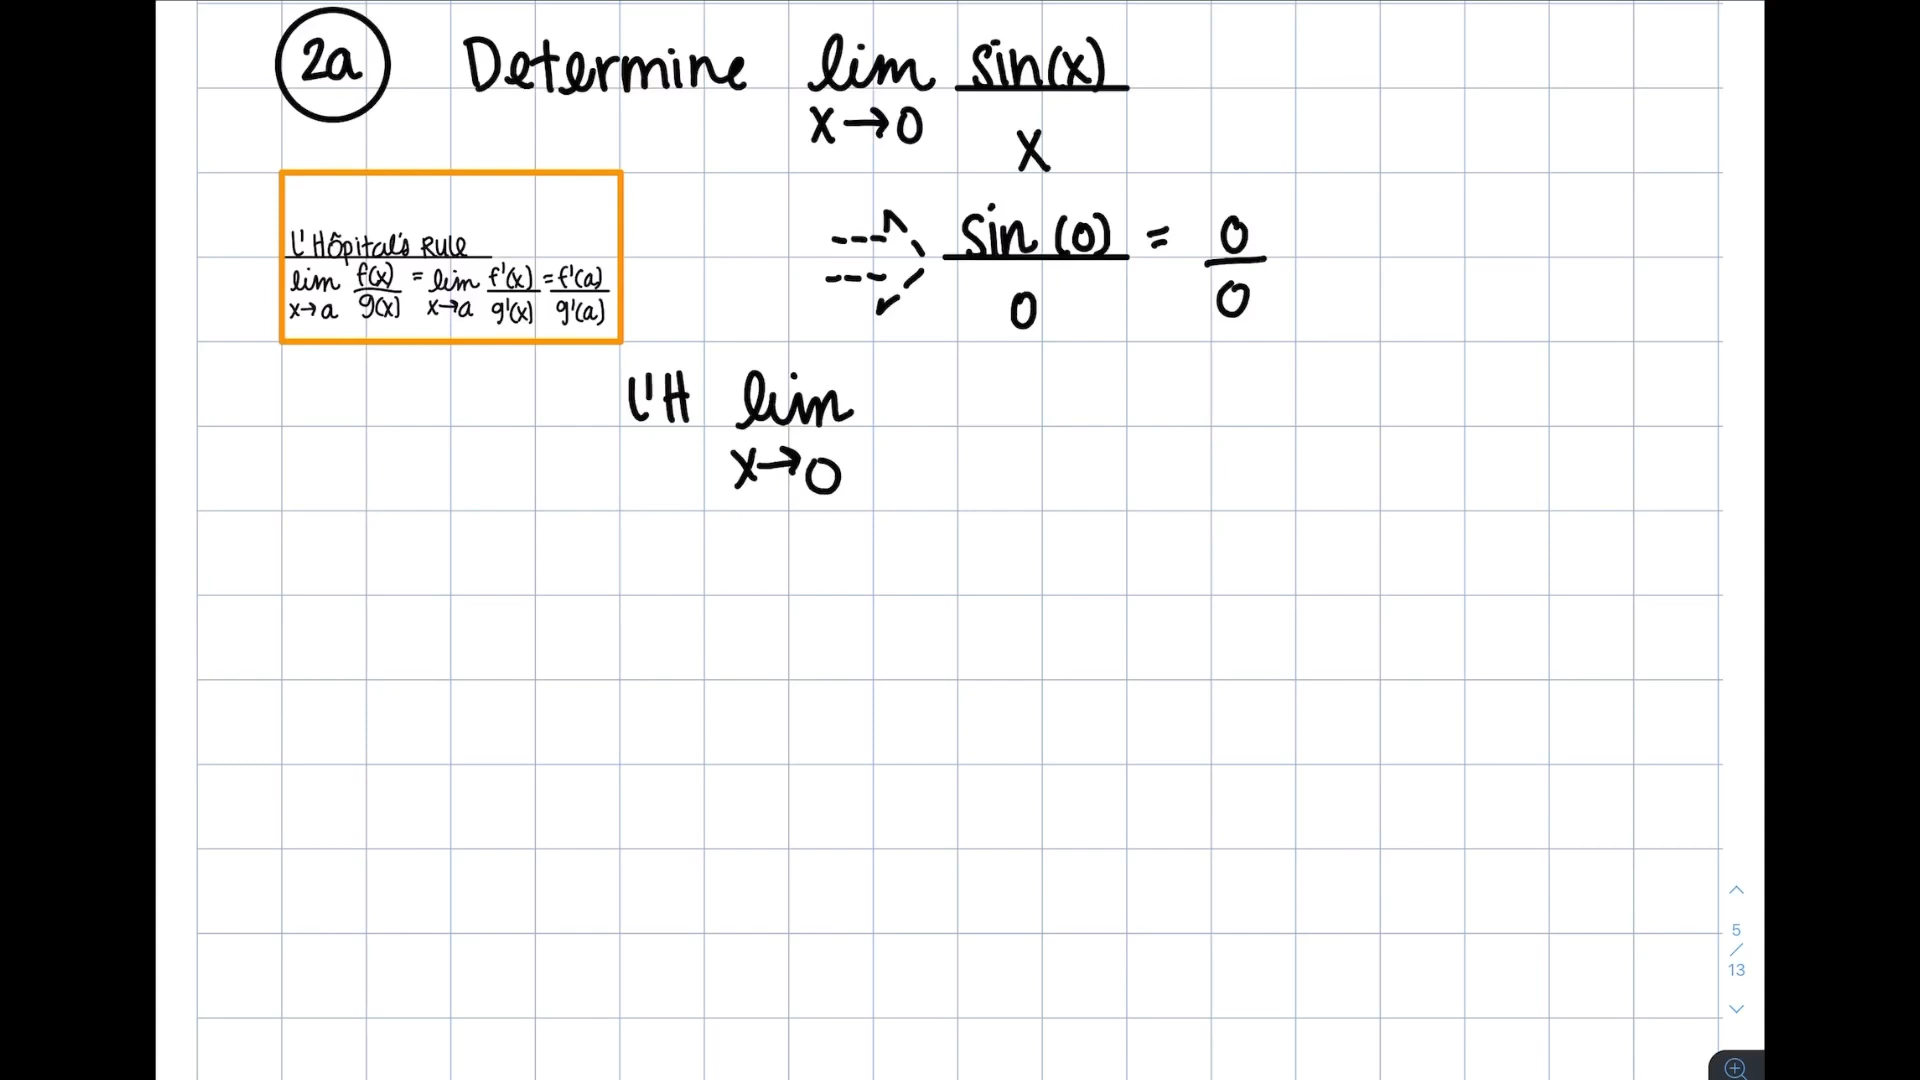 2a Determine lim sin(x)
x→0 x
sin (0) = 0
0 0
L'Hôpital's Rule
lim f(x) = lim f'(x) = f'(a)
x→a g(x) x→a g'(x) g'(a)
L'H lim
x→0
5
/
13